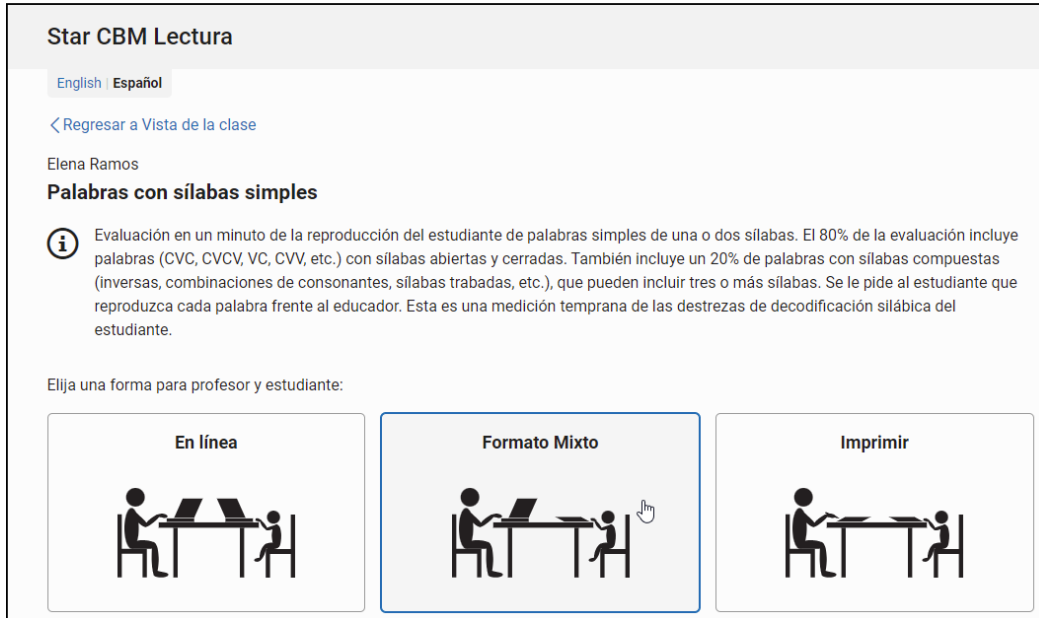 Star CBM Lectura
English | Español
Regresar a Vista de la clase
Elena Ramos
Palabras con sílabas simples
Evaluación en un minuto de la reproducción del estudiante de palabras simples de una o dos sílabas. El 80% de la evaluación incluye
palabras (CVC, CVCV, VC, CVV, etc.) con sílabas abiertas y cerradas. También incluye un 20% de palabras con sílabas compuestas
(inversas, combinaciones de consonantes, sílabas trabadas, etc.), que pueden incluir tres o más sílabas. Se le pide al estudiante que
reproduzca cada palabra frente al educador. Esta es una medición temprana de las destrezas de decodificación silábica del
estudiante.
Elija una forma para profesor y estudiante:
En línea
Formato Mixto
Imprimir